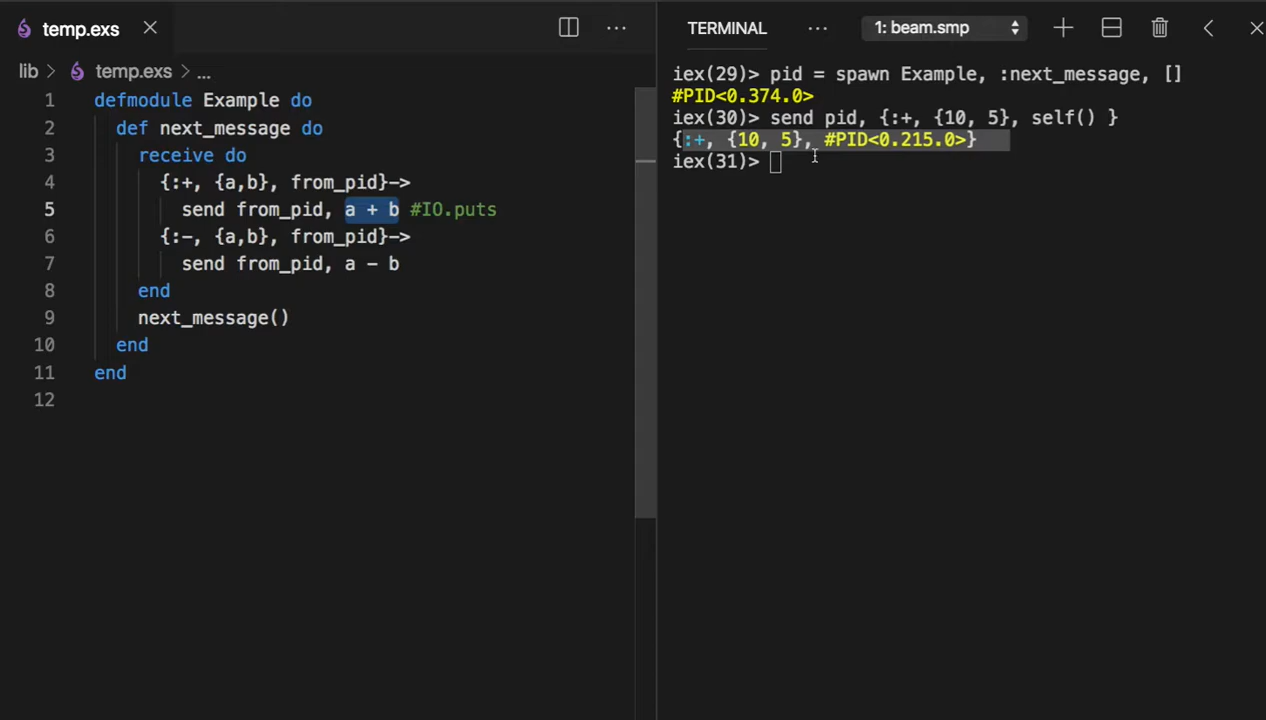 temp.exs
lib > temp.exs > ...
1 defmodule Example do
2 def next_message do
3 receive do
4 {:+, {a,b}, from_pid}->
5 send from_pid, a + b #IO.puts
6 {:-, {a,b}, from_pid}->
7 send from_pid, a - b
8 end
9 next_message()
10 end
11 end
12
TERMINAL ... 1: beam.smp
iex(29)> pid = spawn Example, :next_message, []
#PID<0.374.0>
iex(30)> send pid, {:+, {10, 5}, self() }
{:+, {10, 5}, #PID<0.215.0>}
iex(31)>